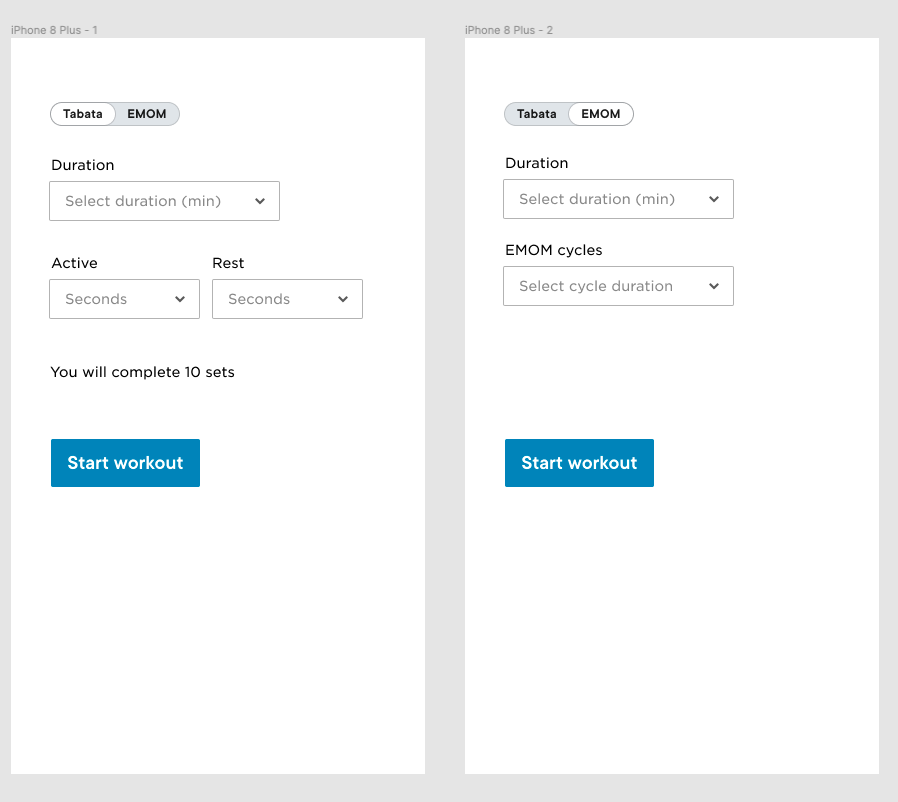 iPhone 8 Plus - 1
Tabata EMOM
Duration
Select duration (min)
Active Rest
Seconds Seconds
You will complete 10 sets
Start workout
iPhone 8 Plus - 2
Tabata EMOM
Duration
Select duration (min)
EMOM cycles
Select cycle duration
Start workout